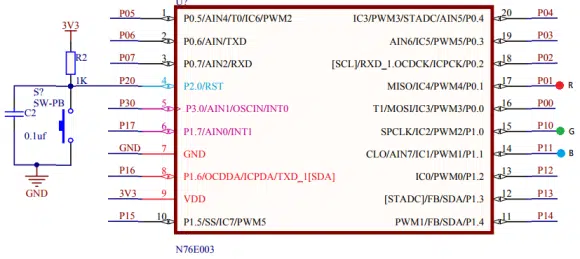 U?
P05 1 P0.5/AIN4/T0/IC6/PWM2 IC3/PWM3/STADC/AIN5/P0.4 20 P04
3V3
P06 2 P0.6/AIN/TXD AIN6/IC5/PWM5/P0.3 19 P03
R2
P07 3 P0.7/AIN2/RXD [SCL]/RXD_1.OCDCK/ICPCK/P0.2 18 P02
1K P20 4 P2.0/RST MISO/IC4/PWM4/P0.1 17 P01 R
S?
SW-PB
P30 5 P3.0/AIN1/OSCIN/INT0 T1/MOSI/IC3/PWM3/P0.0 16 P00
C2
0.1uf
P17 6 P1.7/AIN0/INT1 SPCLK/IC2/PWM2/P1.0 15 P10 G
GND 7 GND CLO/AIN7/IC1/PWM1/P1.1 14 P11 B
P16 8 P1.6/OCDDA/ICPDA/TXD_1[SDA] IC0/PWM0/P1.2 13 P12
GND
3V3 9 VDD [STADC]/FB/SDA/P1.3 12 P13
P15 10 P1.5/SS/IC7/PWM5 PWM1/FB/SDA/P1.4 11 P14
N76E003